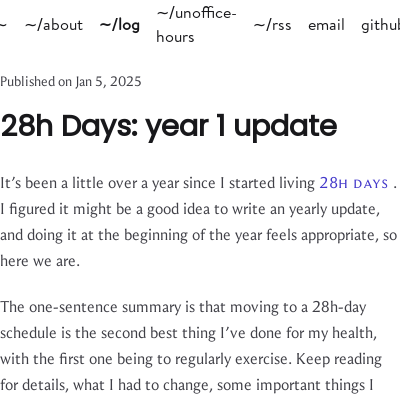 ~ ~/about ~/log ~/unoffice-hours ~/rss email githu
Published on Jan 5, 2025
28h Days: year 1 update
It's been a little over a year since I started living 28H DAYS .
I figured it might be a good idea to write an yearly update,
and doing it at the beginning of the year feels appropriate, so
here we are.
The one-sentence summary is that moving to a 28h-day
schedule is the second best thing I've done for my health,
with the first one being to regularly exercise. Keep reading
for details, what I had to change, some important things I